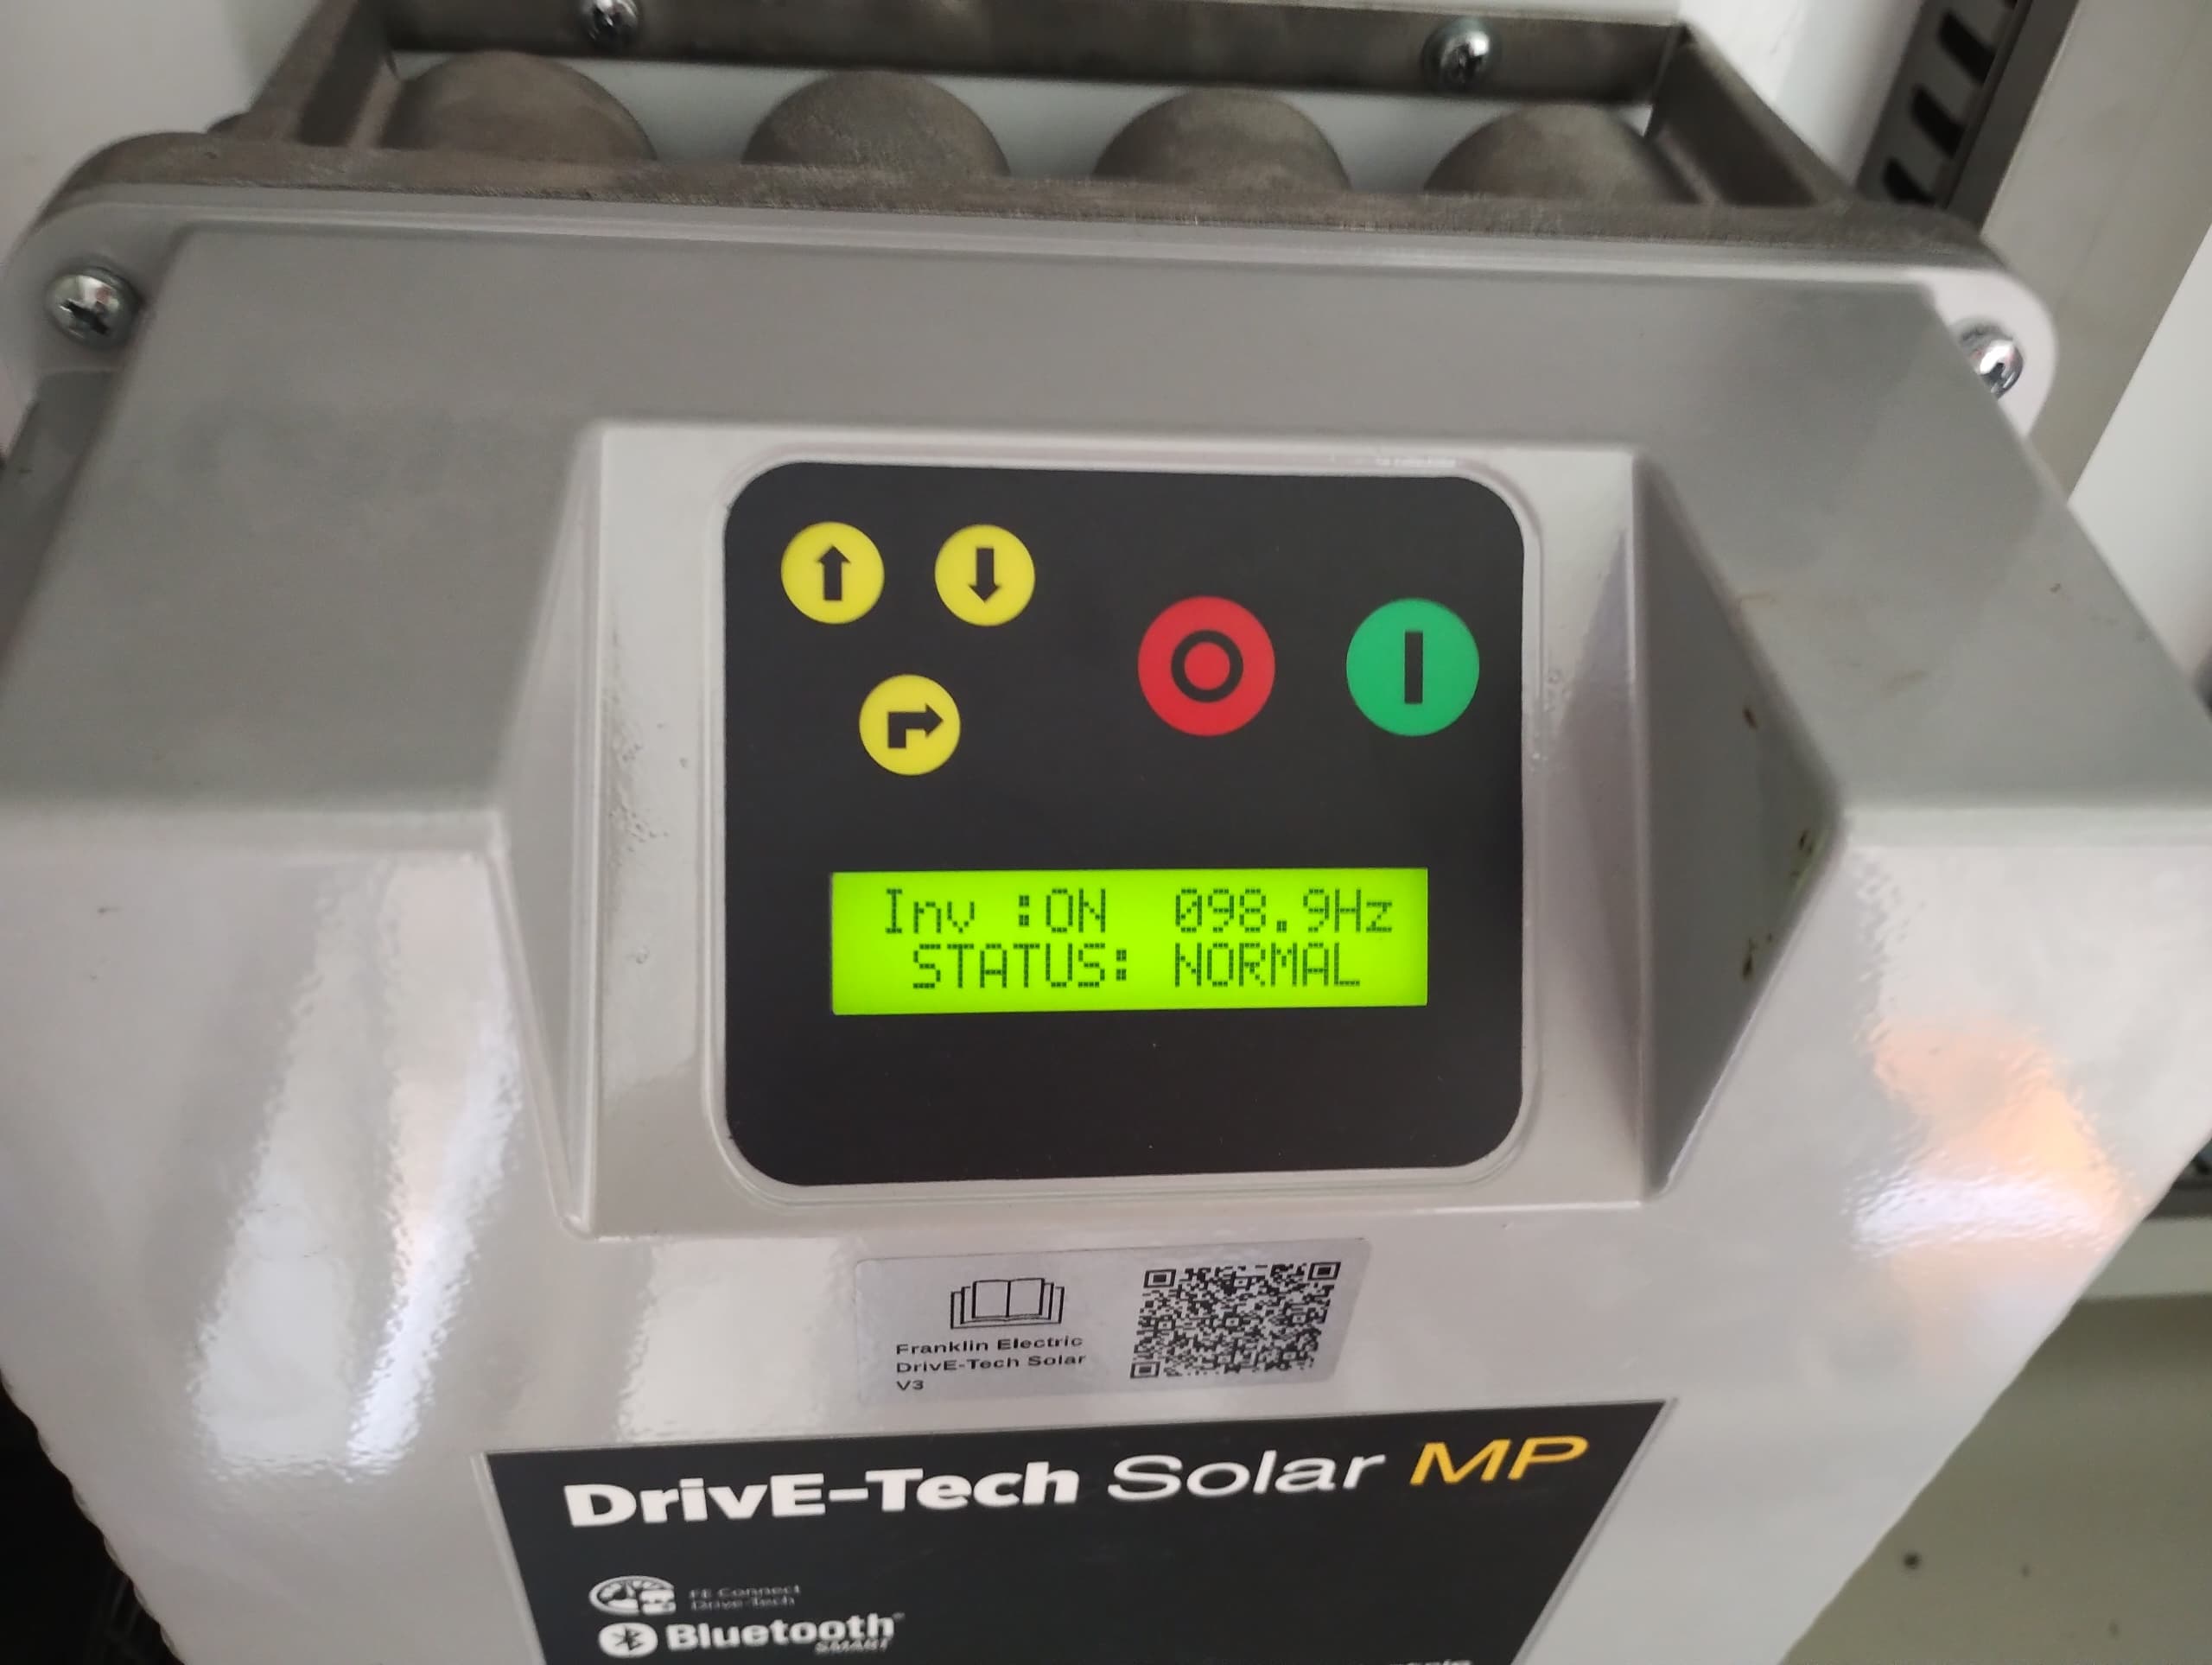 Inv :ON 098.9Hz
STATUS: NORMAL
Franklin Electric
DrivE-Tech Solar
V3
DrivE-Tech Solar MP
FE Connect
Drive-Tech
Bluetooth
SMART